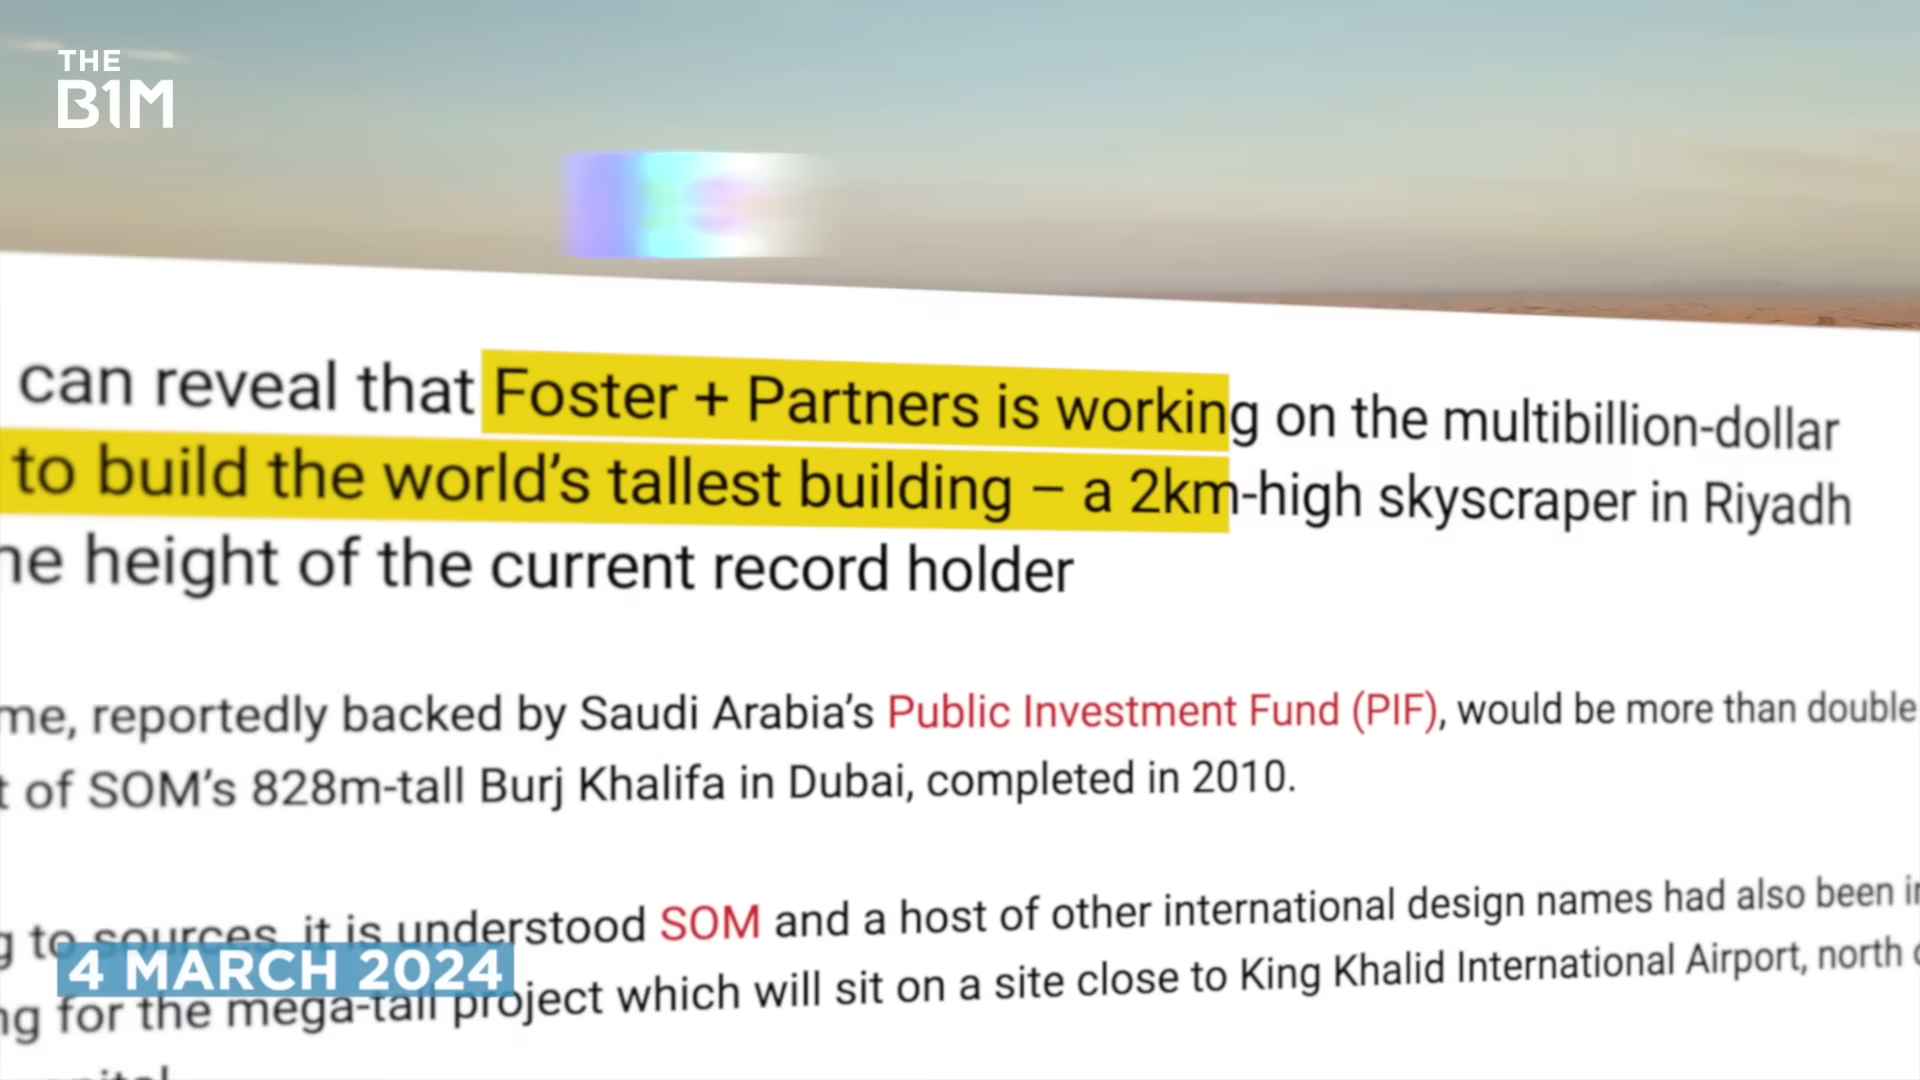 THE
B1M
can reveal that Foster + Partners is working on the multibillion-dollar
to build the world’s tallest building – a 2km-high skyscraper in Riyadh
height of the current record holder
reportedly backed by Saudi Arabia’s Public Investment Fund (PIF), would be more than double
of SOM’s 828m-tall Burj Khalifa in Dubai, completed in 2010.
to sources, it is understood SOM and a host of other international design names had also been
4 MARCH 2024
for the mega-tall project which will sit on a site close to King Khalid International Airport, north